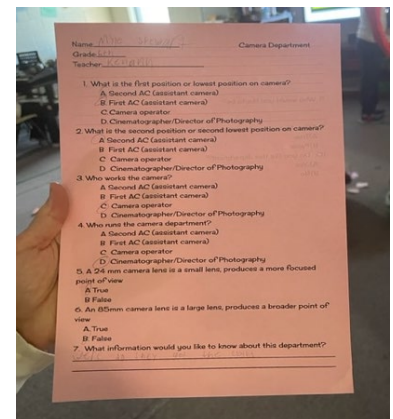 Name: Camera Department
Grade:
Teacher:
1. What is the first position or lowest position on camera?
A. Second AC (assistant camera)
B. First AC (assistant camera)
C. Camera operator
D. Cinematographer/Director of Photography
2. What is the second position or second lowest position on camera?
A. Second AC (assistant camera)
B. First AC (assistant camera)
C. Camera operator
D. Cinematographer/Director of Photography
3. Who works the camera?
A. Second AC (assistant camera)
B. First AC (assistant camera)
C. Camera operator
D. Cinematographer/Director of Photography
4. Who runs the camera department?
A. Second AC (assistant camera)
B. First AC (assistant camera)
C. Camera operator
D. Cinematographer/Director of Photography
5. A 24 mm camera lens is a small lens, produces a more focused
point of view
A. True
B. False
6. An 85mm camera lens is a large lens, produces a broader point of
view
A. True
B. False
7. What information would you like to know about this department?